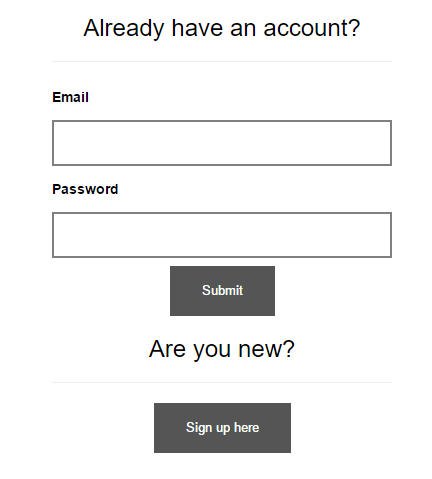 Already have an account?
Email
Password
Submit
Are you new?
Sign up here